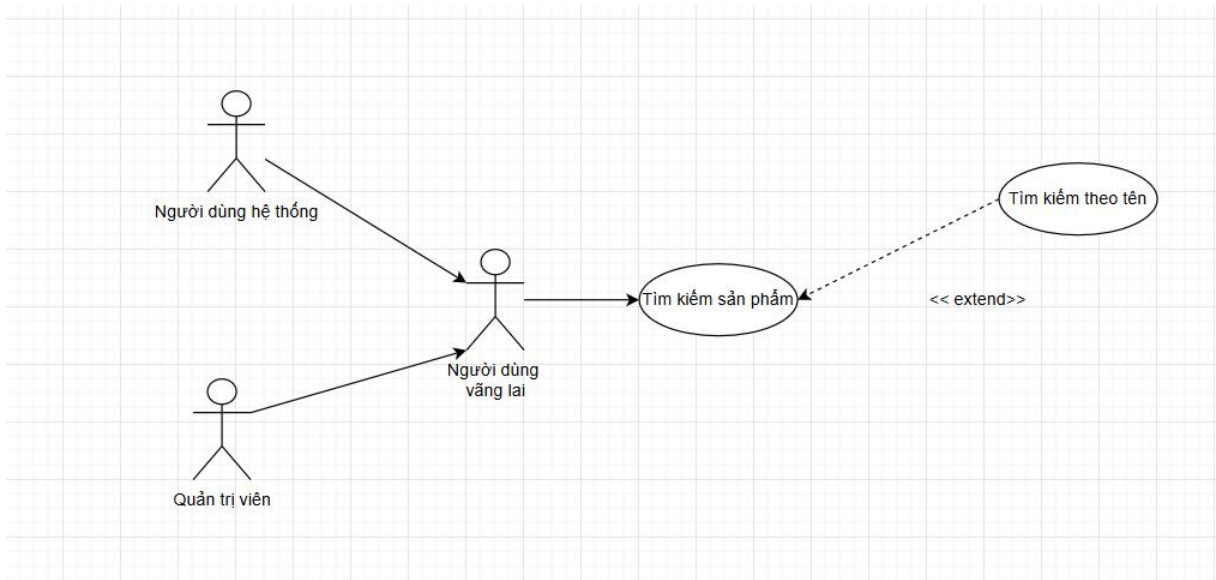 Người dùng hệ thống
Tìm kiếm theo tên
Tìm kiếm sản phẩm
<< extend>>
Người dùng
vãng lai
Quản trị viên